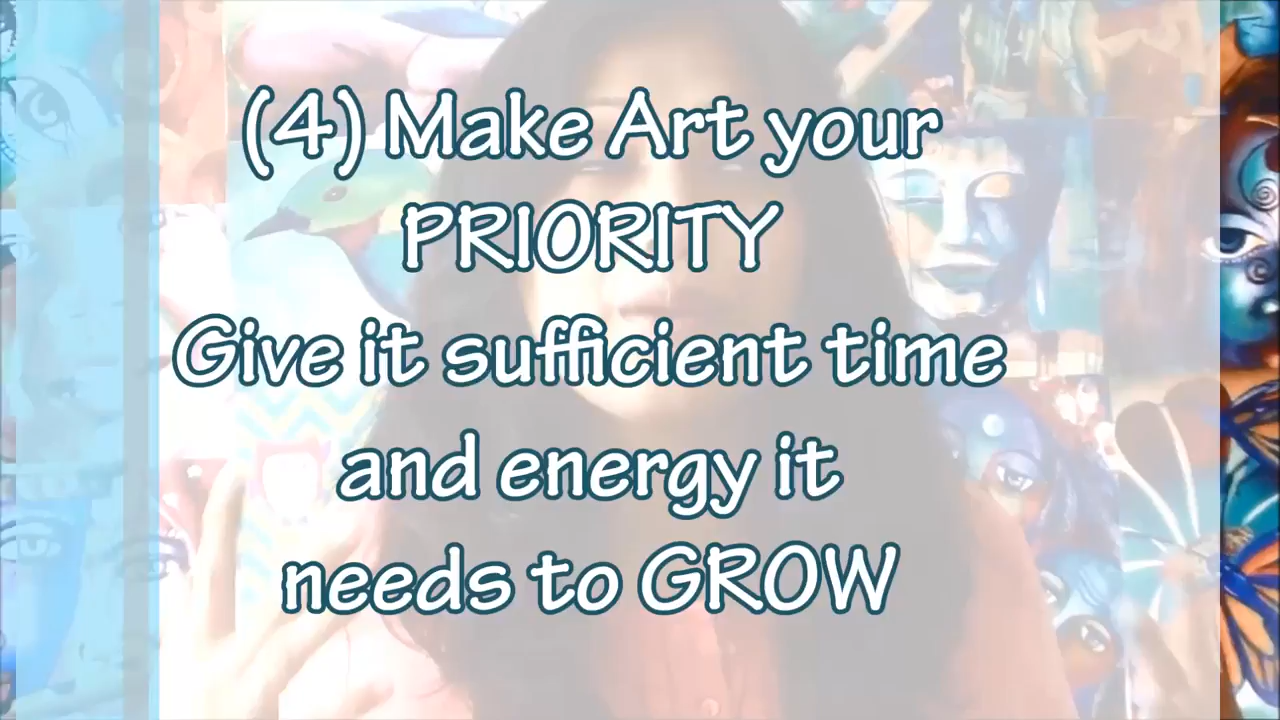 (4) Make Art your
PRIORITY
Give it sufficient time
and energy it
needs to GROW